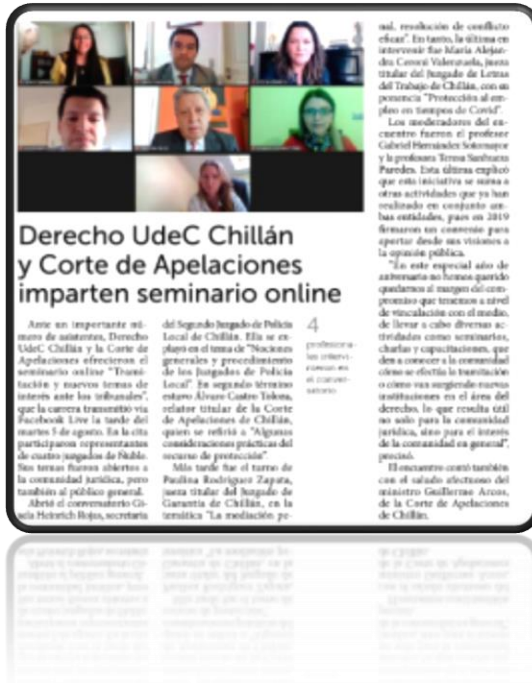 Derecho UdeC Chillán
y Corte de Apelaciones
imparten seminario online
Ante un importante nú-
mero de asistentes, Derecho
UdeC Chillán y la Corte de
Apelaciones ofrecieron el
seminario online "Trami-
tación y nuevos temas de
interés ante los tribunales",
que la carrera transmitió vía
Facebook Live la tarde del
martes 5 de agosto. En la cita
participaron representantes
de cuatro juzgados de Ñuble.
Sus temas fueron abiertos a
la comunidad jurídica, pero
también al público general.
Abrió el conversatorio Gi-
sela Heinrich Rojas, secretaria
del Segundo Juzgado de Policía
Local de Chillán. Ella se ex-
playó en el tema de "Nociones
generales y procedimiento
de los Juzgados de Policía
Local". En segundo término
estuvo Álvaro Castro Tolosa,
relator titular de la Corte
de Apelaciones de Chillán,
quien se refirió a "Algunas
consideraciones prácticas del
recurso de protección".
Más tarde fue el turno de
Paulina Rodríguez Zapata,
jueza titular del Juzgado de
Garantía de Chillán, en la
temática "La mediación pe-
4
profesiona-
les intervi-
nieron en
el conver-
satorio
nal, resolución de conflicto
eficaz". En tanto, la última en
intervenir fue María Alejan-
dra Ceroni Valenzuela, jueza
titular del Juzgado de Letras
del Trabajo de Chillán, con su
ponencia "Protección al em-
pleo en tiempos de Covid".
Los moderadores del en-
cuentro fueron el profesor
Gabriel Hernández Sotomayor
y la profesora Teresa Sanhueza
Paredes. Esta última explicó
que esta iniciativa se suma a
otras actividades que ya han
realizado en conjunto am-
bas entidades, pues en 2019
firmaron un convenio para
aportar desde sus visiones a
la opinión pública.
"En este especial año de
aniversario no hemos querido
quedarnos al margen del com-
promiso que tenemos a nivel
de vinculación con el medio,
de llevar a cabo diversas ac-
tividades como seminarios,
charlas y capacitaciones, que
den a conocer a la comunidad
cómo se efectúa la tramitación
o cómo van surgiendo nuevas
instituciones en el área del
derecho, lo que resulta útil
no solo para la comunidad
jurídica, sino para el interés
de la comunidad en general",
precisó.
El encuentro contó también
con el saludo afectuoso del
ministro Guillermo Arcos,
de la Corte de Apelaciones
de Chillán.